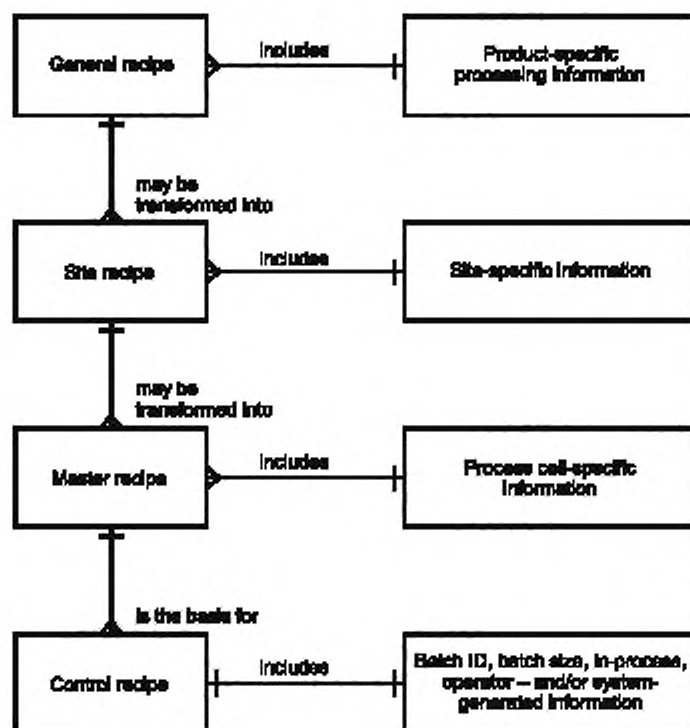 General recipe
includes
Product-specific
processing information
may be
transformed into
Site recipe
includes
Site-specific information
may be
transformed into
Master recipe
includes
Process cell-specific
information
is the basis for
Control recipe
includes
Batch ID, batch size, in-process,
operator – and/or system-
generated information